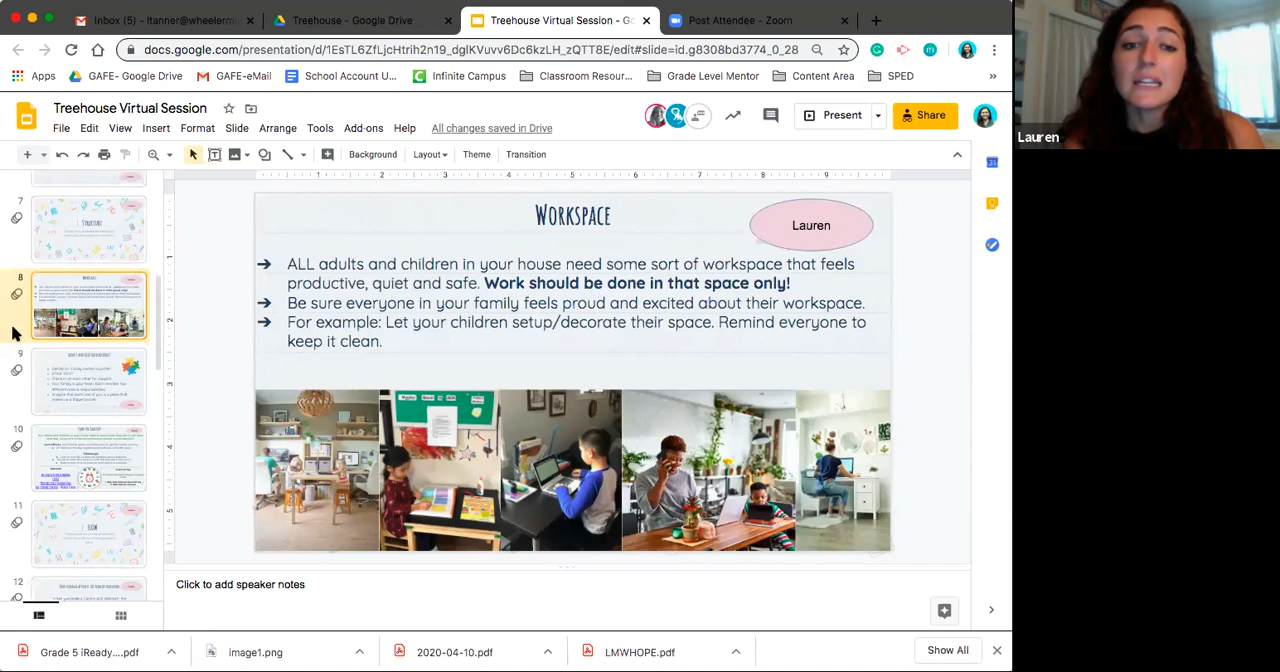 Inbox (5) - ltanner@wheelerm
Treehouse - Google Drive
Treehouse Virtual Session - Go
Post Attendee - Zoom
docs.google.com/presentation/d/1EsTL6ZfLjcHtrih2n19_dglKVuvv6Dc6kzLH_zQTT8E/edit#slide=id.g8308bd3774_0_28
Apps
GAFE- Google Drive
GAFE-eMail
School Account U...
Infinite Campus
Classroom Resour...
Grade Level Mentor
Content Area
SPED
Treehouse Virtual Session
File Edit View Insert Format Slide Arrange Tools Add-ons Help
All changes saved in Drive
Present
Share
Background
Layout
Theme
Transition
7
8
9
10
11
12
WORKSPACE
Lauren
ALL adults and children in your house need some sort of workspace that feels
productive, quiet and safe. Work should be done in that space only!
Be sure everyone in your family feels proud and excited about their workspace.
For example: Let your children setup/decorate their space. Remind everyone to
keep it clean.
Click to add speaker notes
Grade 5 iReady....pdf
image1.png
2020-04-10.pdf
LMWHOPE.pdf
Show All
Lauren